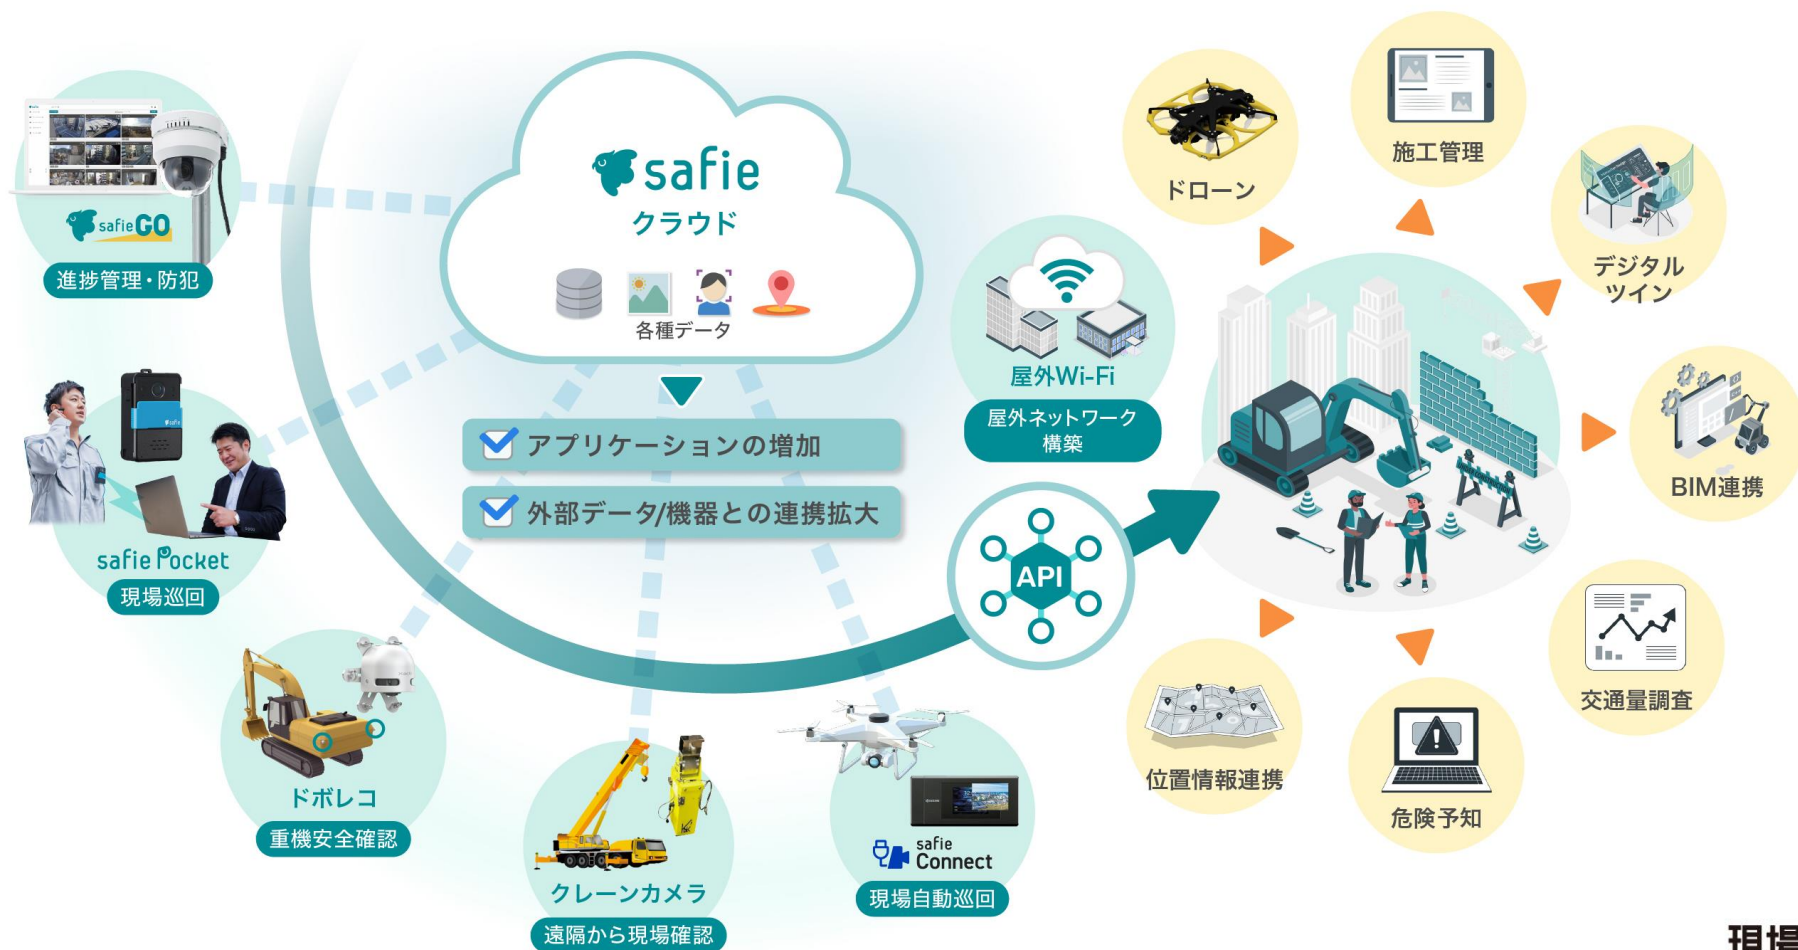 safie
クラウド
各種データ
アプリケーションの増加
外部データ/機器との連携拡大
safie GO
進捗管理・防犯
safie
safie Pocket
現場巡回
ドボレコ
重機安全確認
クレーンカメラ
遠隔から現場確認
safie
Connect
現場自動巡回
屋外Wi-Fi
屋外ネットワーク
構築
API
ドローン
施工管理
デジタル
ツイン
BIM連携
交通量調査
危険予知
位置情報連携
現場